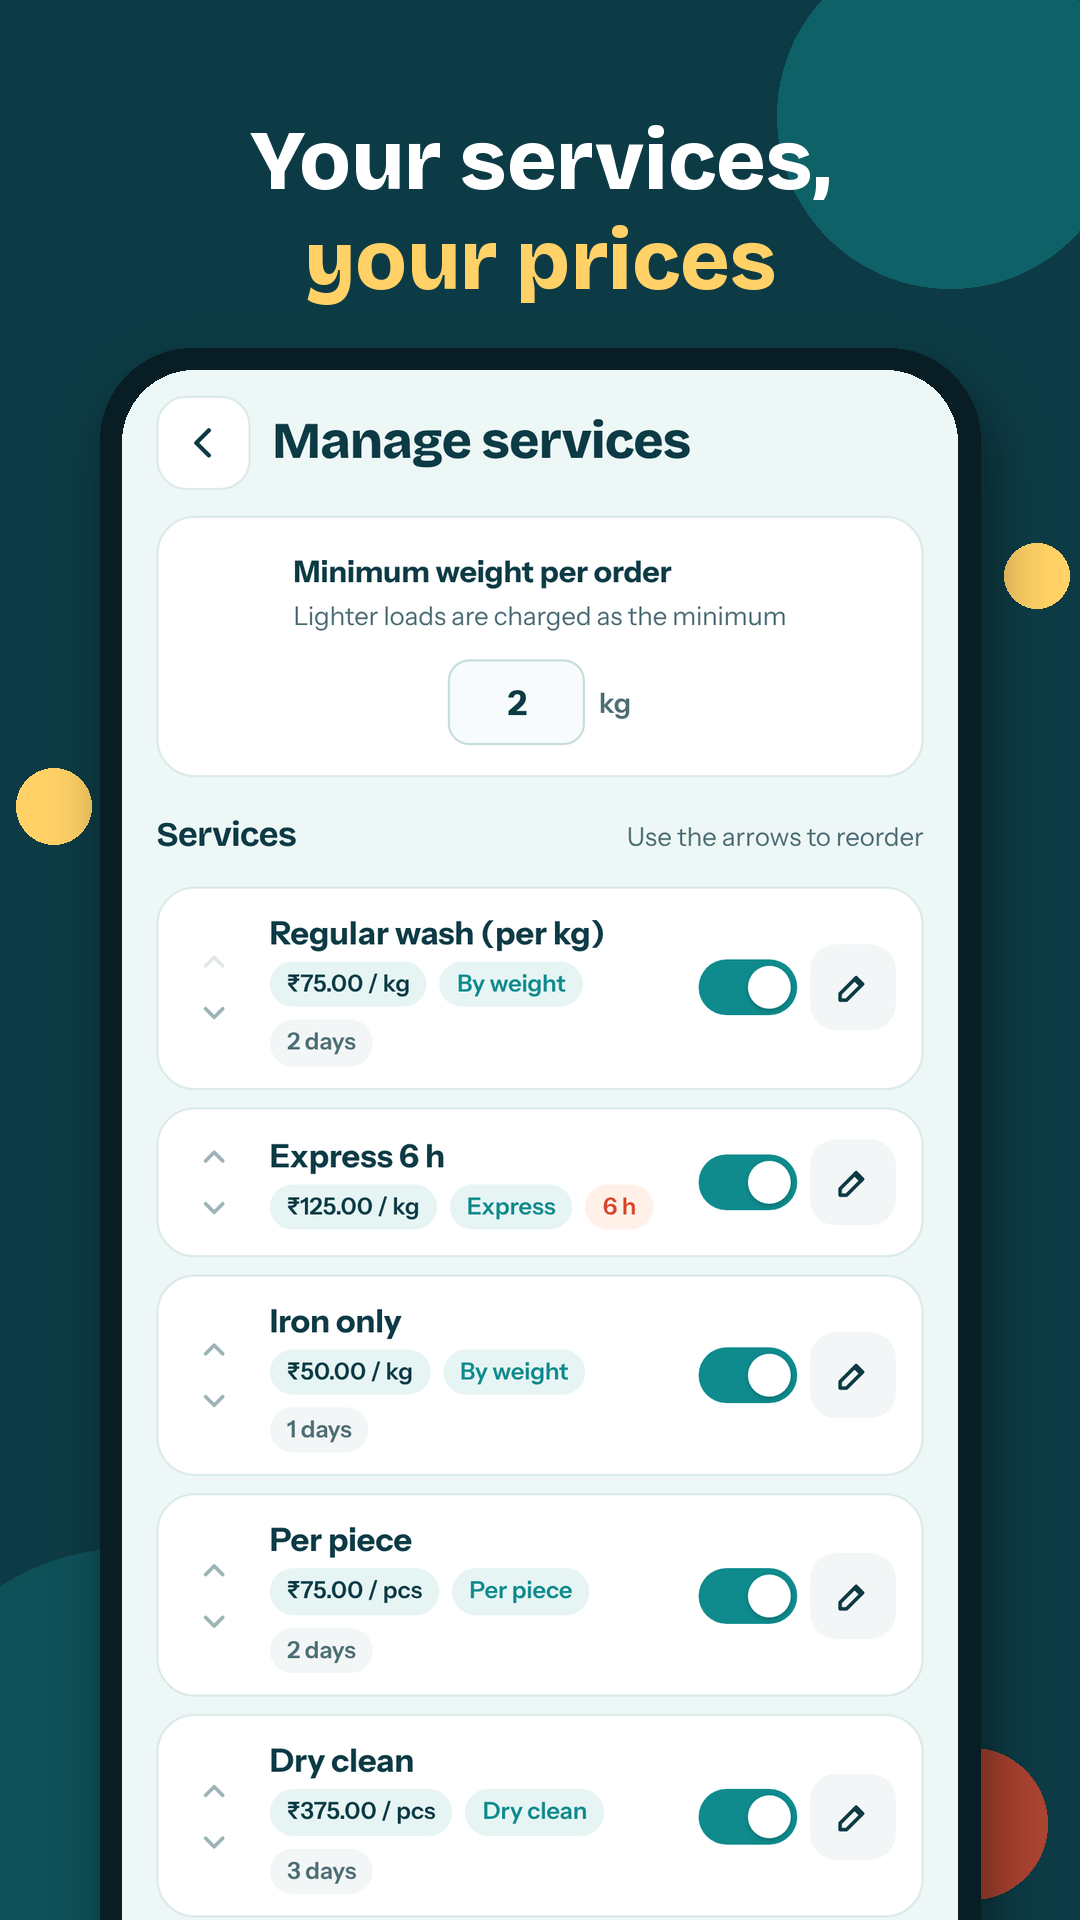 Your services,
your prices
Manage services
Minimum weight per order
Lighter loads are charged as the minimum
2 kg
Services
Use the arrows to reorder
Regular wash (per kg)
₹75.00 / kg
By weight
2 days
Express 6 h
₹125.00 / kg
Express
6 h
Iron only
₹50.00 / kg
By weight
1 days
Per piece
₹75.00 / pcs
Per piece
2 days
Dry clean
₹375.00 / pcs
Dry clean
3 days